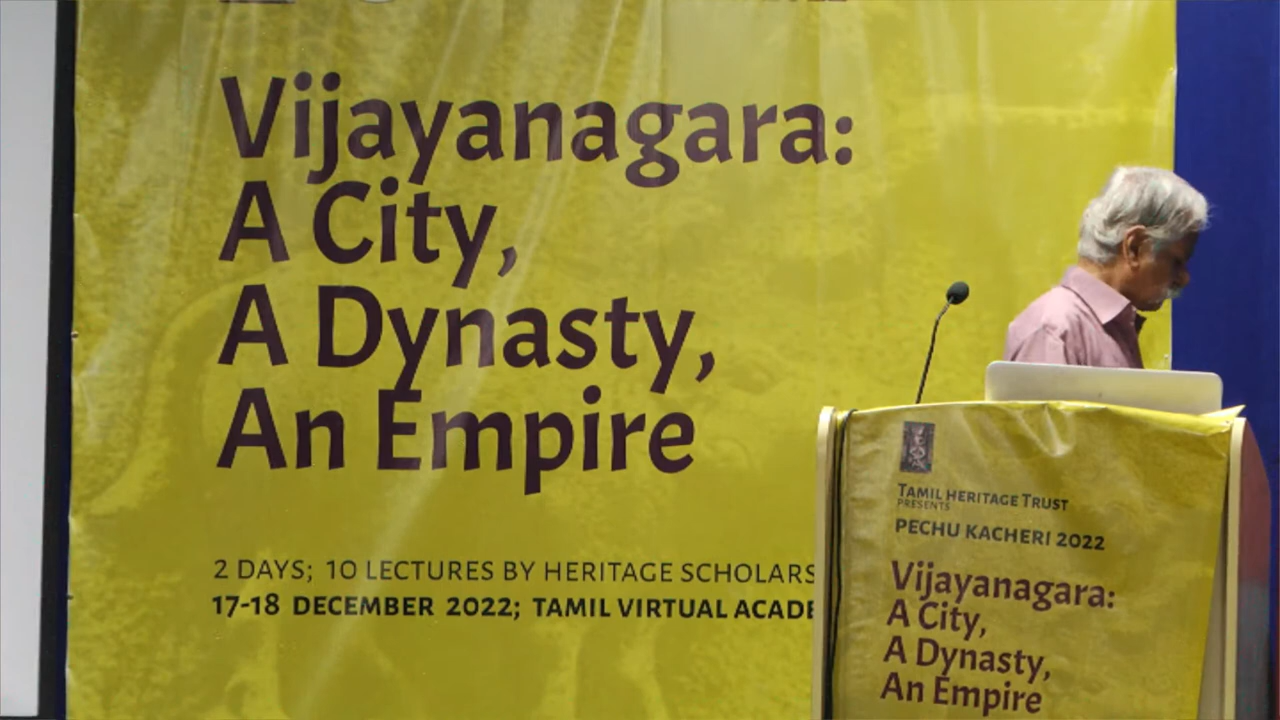 Vijayanagara:
A City,
A Dynasty,
An Empire
2 DAYS; 10 LECTURES BY HERITAGE SCHOLARS
17-18 DECEMBER 2022; TAMIL VIRTUAL ACADE
TAMIL HERITAGE TRUST
PRESENTS
PECHU KACHERI 2022
Vijayanagara:
A City,
A Dynasty,
An Empire